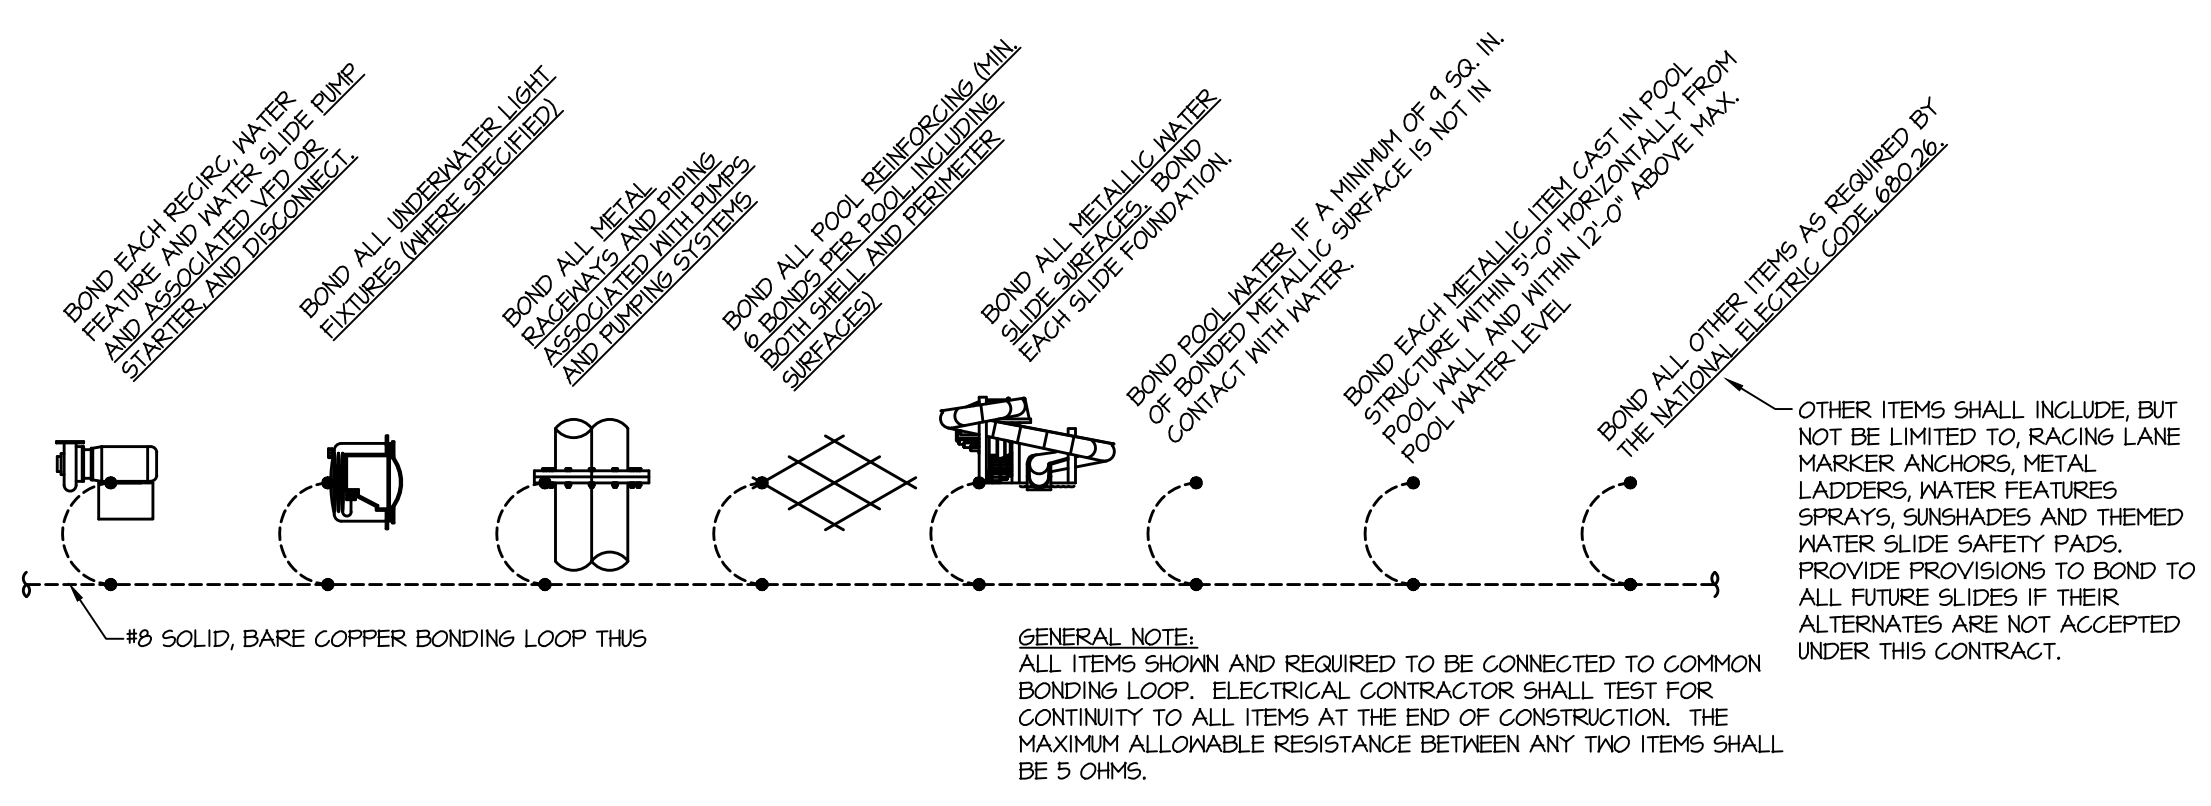 BOND EACH RECIRC, WATER
FEATURE AND WATER SLIDE PUMP
AND ASSOCIATED VFD OR
STARTER, AND DISCONNECT.
BOND ALL UNDERWATER LIGHT
FIXTURES (WHERE SPECIFIED)
BOND ALL METAL
RACEWAYS AND PIPING
ASSOCIATED WITH PUMPS
AND PUMPING SYSTEMS
BOND ALL POOL REINFORCING (MIN.
6 BONDS PER POOL, INCLUDING
BOTH SHELL AND PERIMETER
SURFACES)
BOND ALL METALLIC WATER
SLIDE SURFACES. BOND
EACH SLIDE FOUNDATION.
BOND POOL WATER, IF A MINIMUM OF 9 SQ. IN.
OF BONDED METALLIC SURFACE IS NOT IN
CONTACT WITH WATER.
BOND EACH METALLIC ITEM CAST IN POOL
STRUCTURE WITHIN 5'-0" HORIZONTALLY FROM
POOL WALL AND WITHIN 12'-0" ABOVE MAX.
POOL WATER LEVEL
BOND ALL OTHER ITEMS AS REQUIRED BY
THE NATIONAL ELECTRIC CODE, 680.26.
OTHER ITEMS SHALL INCLUDE, BUT
NOT BE LIMITED TO, RACING LANE
MARKER ANCHORS, METAL
LADDERS, WATER FEATURES
SPRAYS, SUNSHADES AND THEMED
WATER SLIDE SAFETY PADS.
PROVIDE PROVISIONS TO BOND TO
ALL FUTURE SLIDES IF THEIR
ALTERNATES ARE NOT ACCEPTED
UNDER THIS CONTRACT.
#8 SOLID, BARE COPPER BONDING LOOP THUS
GENERAL NOTE:
ALL ITEMS SHOWN AND REQUIRED TO BE CONNECTED TO COMMON
BONDING LOOP. ELECTRICAL CONTRACTOR SHALL TEST FOR
CONTINUITY TO ALL ITEMS AT THE END OF CONSTRUCTION. THE
MAXIMUM ALLOWABLE RESISTANCE BETWEEN ANY TWO ITEMS SHALL
BE 5 OHMS.